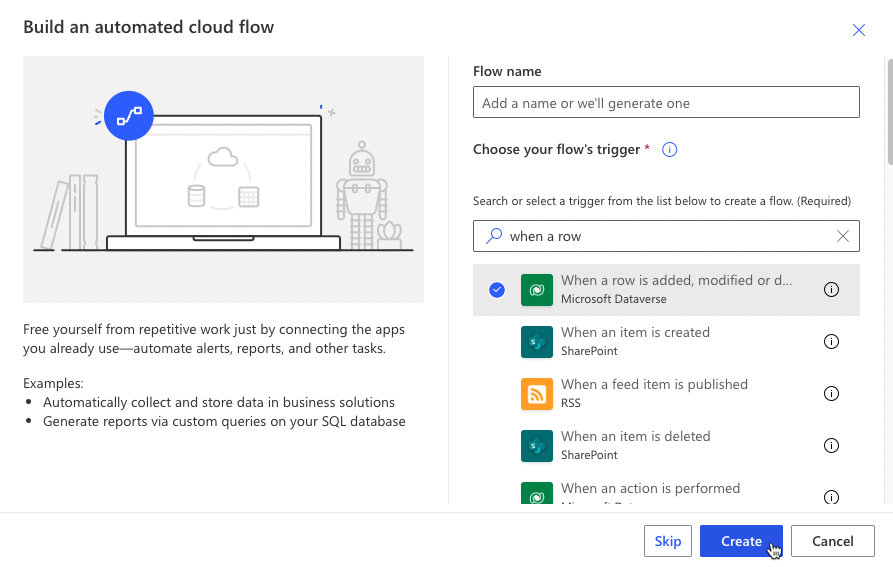 Build an automated cloud flow
Free yourself from repetitive work just by connecting the apps
you already use—automate alerts, reports, and other tasks.
Examples:
• Automatically collect and store data in business solutions
• Generate reports via custom queries on your SQL database
Flow name
Add a name or we'll generate one
Choose your flow's trigger *
Search or select a trigger from the list below to create a flow. (Required)
when a row
When a row is added, modified or d...
Microsoft Dataverse
When an item is created
SharePoint
When a feed item is published
RSS
When an item is deleted
SharePoint
When an action is performed
Skip
Create
Cancel